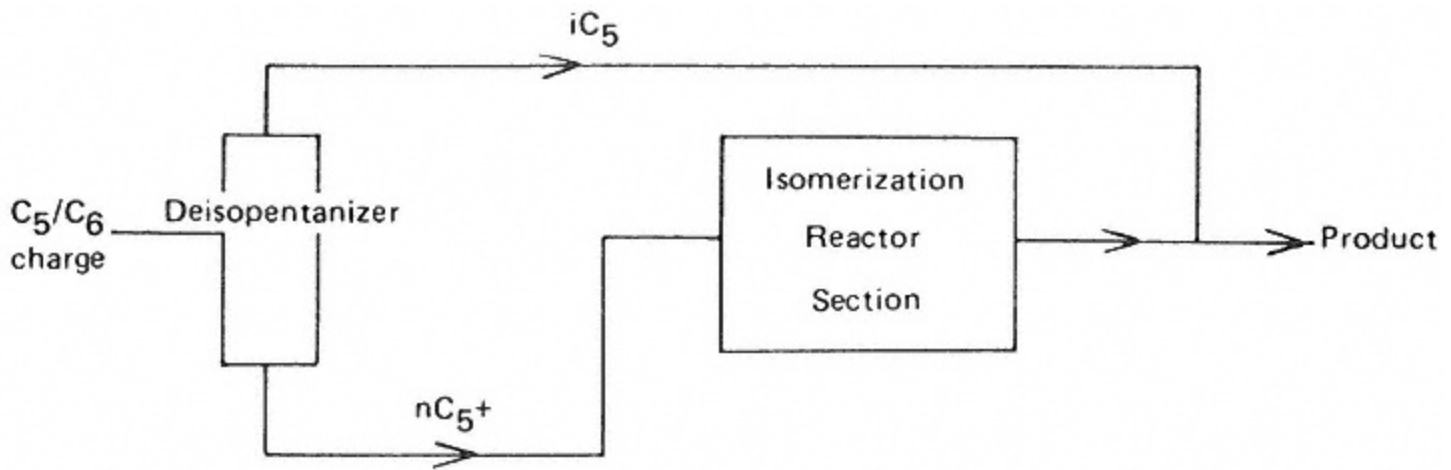 iC5
C5/C6
charge
Deisopentanizer
Isomerization
Reactor
Section
Product
nC5+